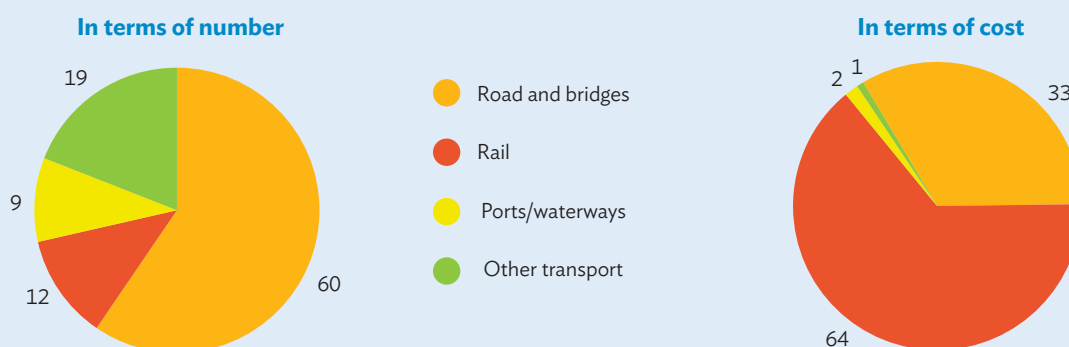 In terms of number
19
9
12
60
Road and bridges
Rail
Ports/waterways
Other transport
In terms of cost
1
2
33
64